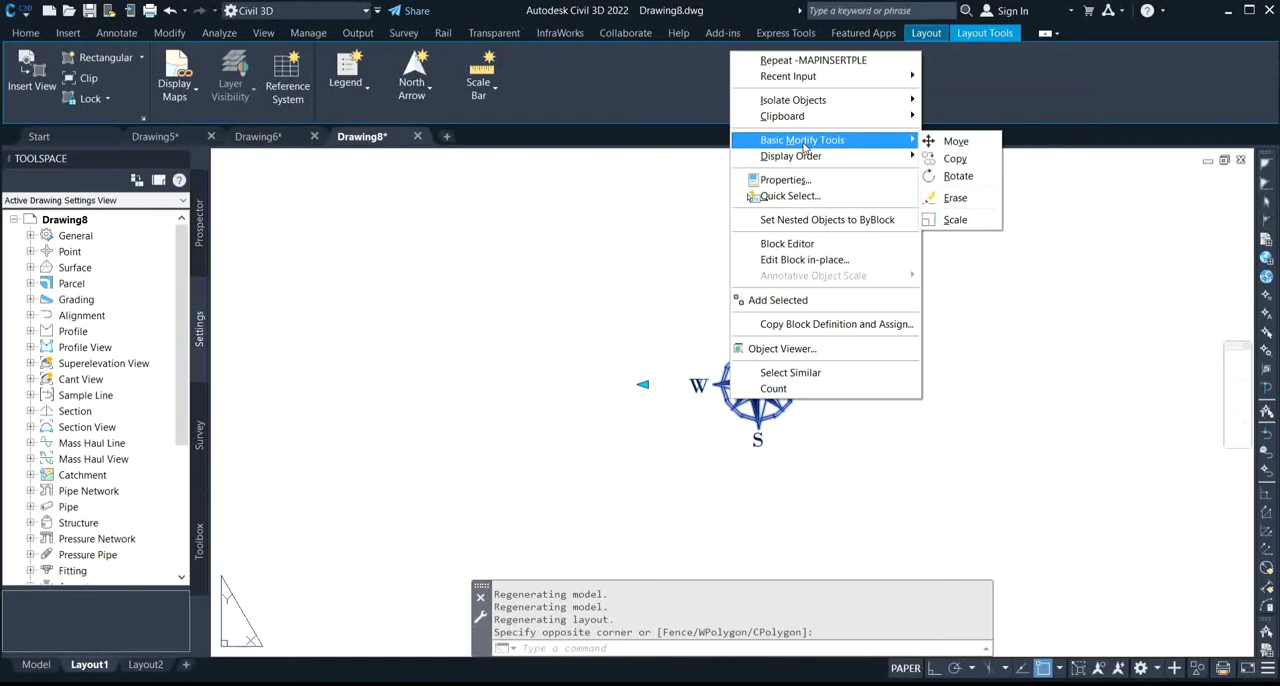 C3D
Civil 3D
Share
Autodesk Civil 3D 2022 Drawing8.dwg
Type a keyword or phrase
Sign In
Home Insert Annotate Modify Analyze View Manage Output Survey Rail Transparent InfraWorks Collaborate Help Add-ins Express Tools Featured Apps Layout Layout Tools
Insert View
Rectangular
Clip
Lock
Display
Maps
Layer
Visibility
Reference
System
Legend
North
Arrow
Scale
Bar
Start
Drawing5*
Drawing6*
Drawing8*
TOOLSPACE
Active Drawing Settings View
Drawing8
General
Point
Surface
Parcel
Grading
Alignment
Profile
Profile View
Superelevation View
Cant View
Sample Line
Section
Section View
Mass Haul Line
Mass Haul View
Catchment
Pipe Network
Pipe
Structure
Pressure Network
Pressure Pipe
Fitting
Prospector
Settings
Survey
Toolbox
Repeat -MAPINSERTPLE
Recent Input
Isolate Objects
Clipboard
Basic Modify Tools
Display Order
Properties...
Quick Select...
Set Nested Objects to ByBlock
Block Editor
Edit Block in-place...
Annotative Object Scale
Add Selected
Copy Block Definition and Assign...
Object Viewer...
Select Similar
Count
Move
Copy
Rotate
Erase
Scale
W
S
Y
X
Regenerating model.
Regenerating model.
Regenerating layout.
Specify opposite corner or [Fence/WPolygon/CPolygon]:
Type a command
Model
Layout1
Layout2
PAPER